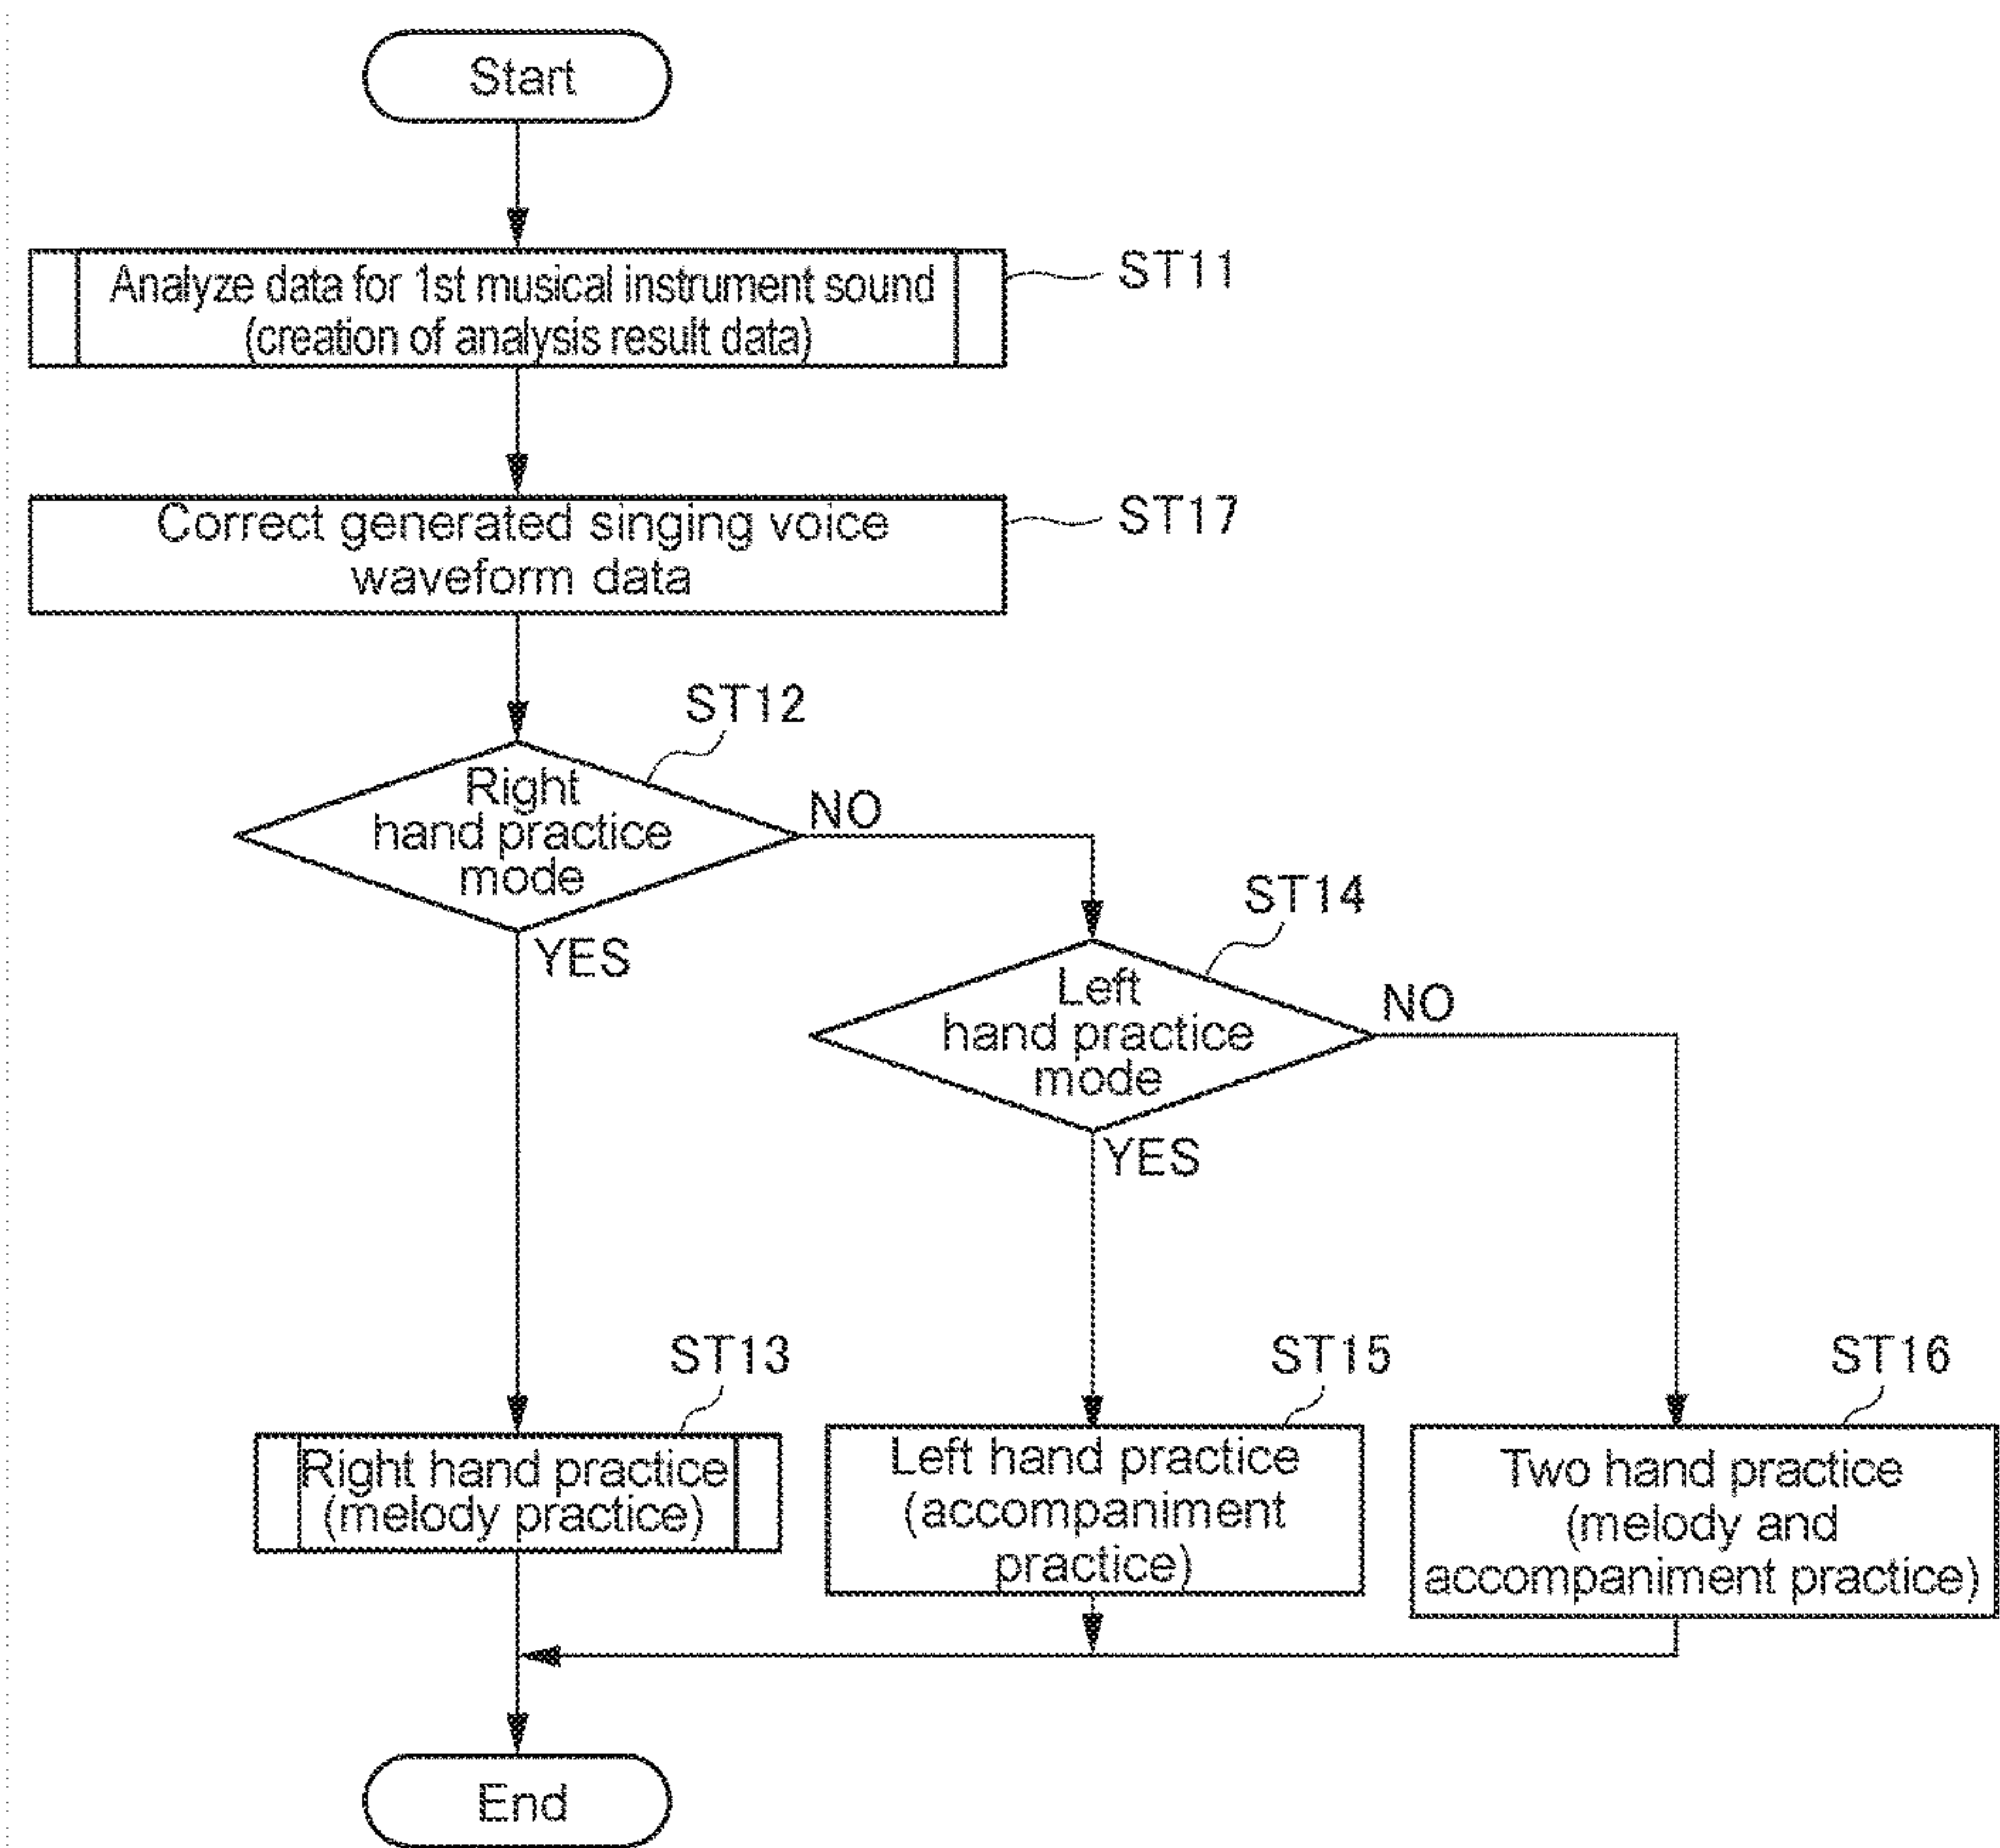 Start
Analyze data for 1st musical instrument sound
(creation of analysis result data)
ST11
Correct generated singing voice
waveform data
ST17
ST12
Right
hand practice
mode
NO
YES
ST14
Left
hand practice
mode
NO
YES
ST13
Right hand practice
(melody practice)
ST15
Left hand practice
(accompaniment
practice)
ST16
Two hand practice
(melody and
accompaniment practice)
End